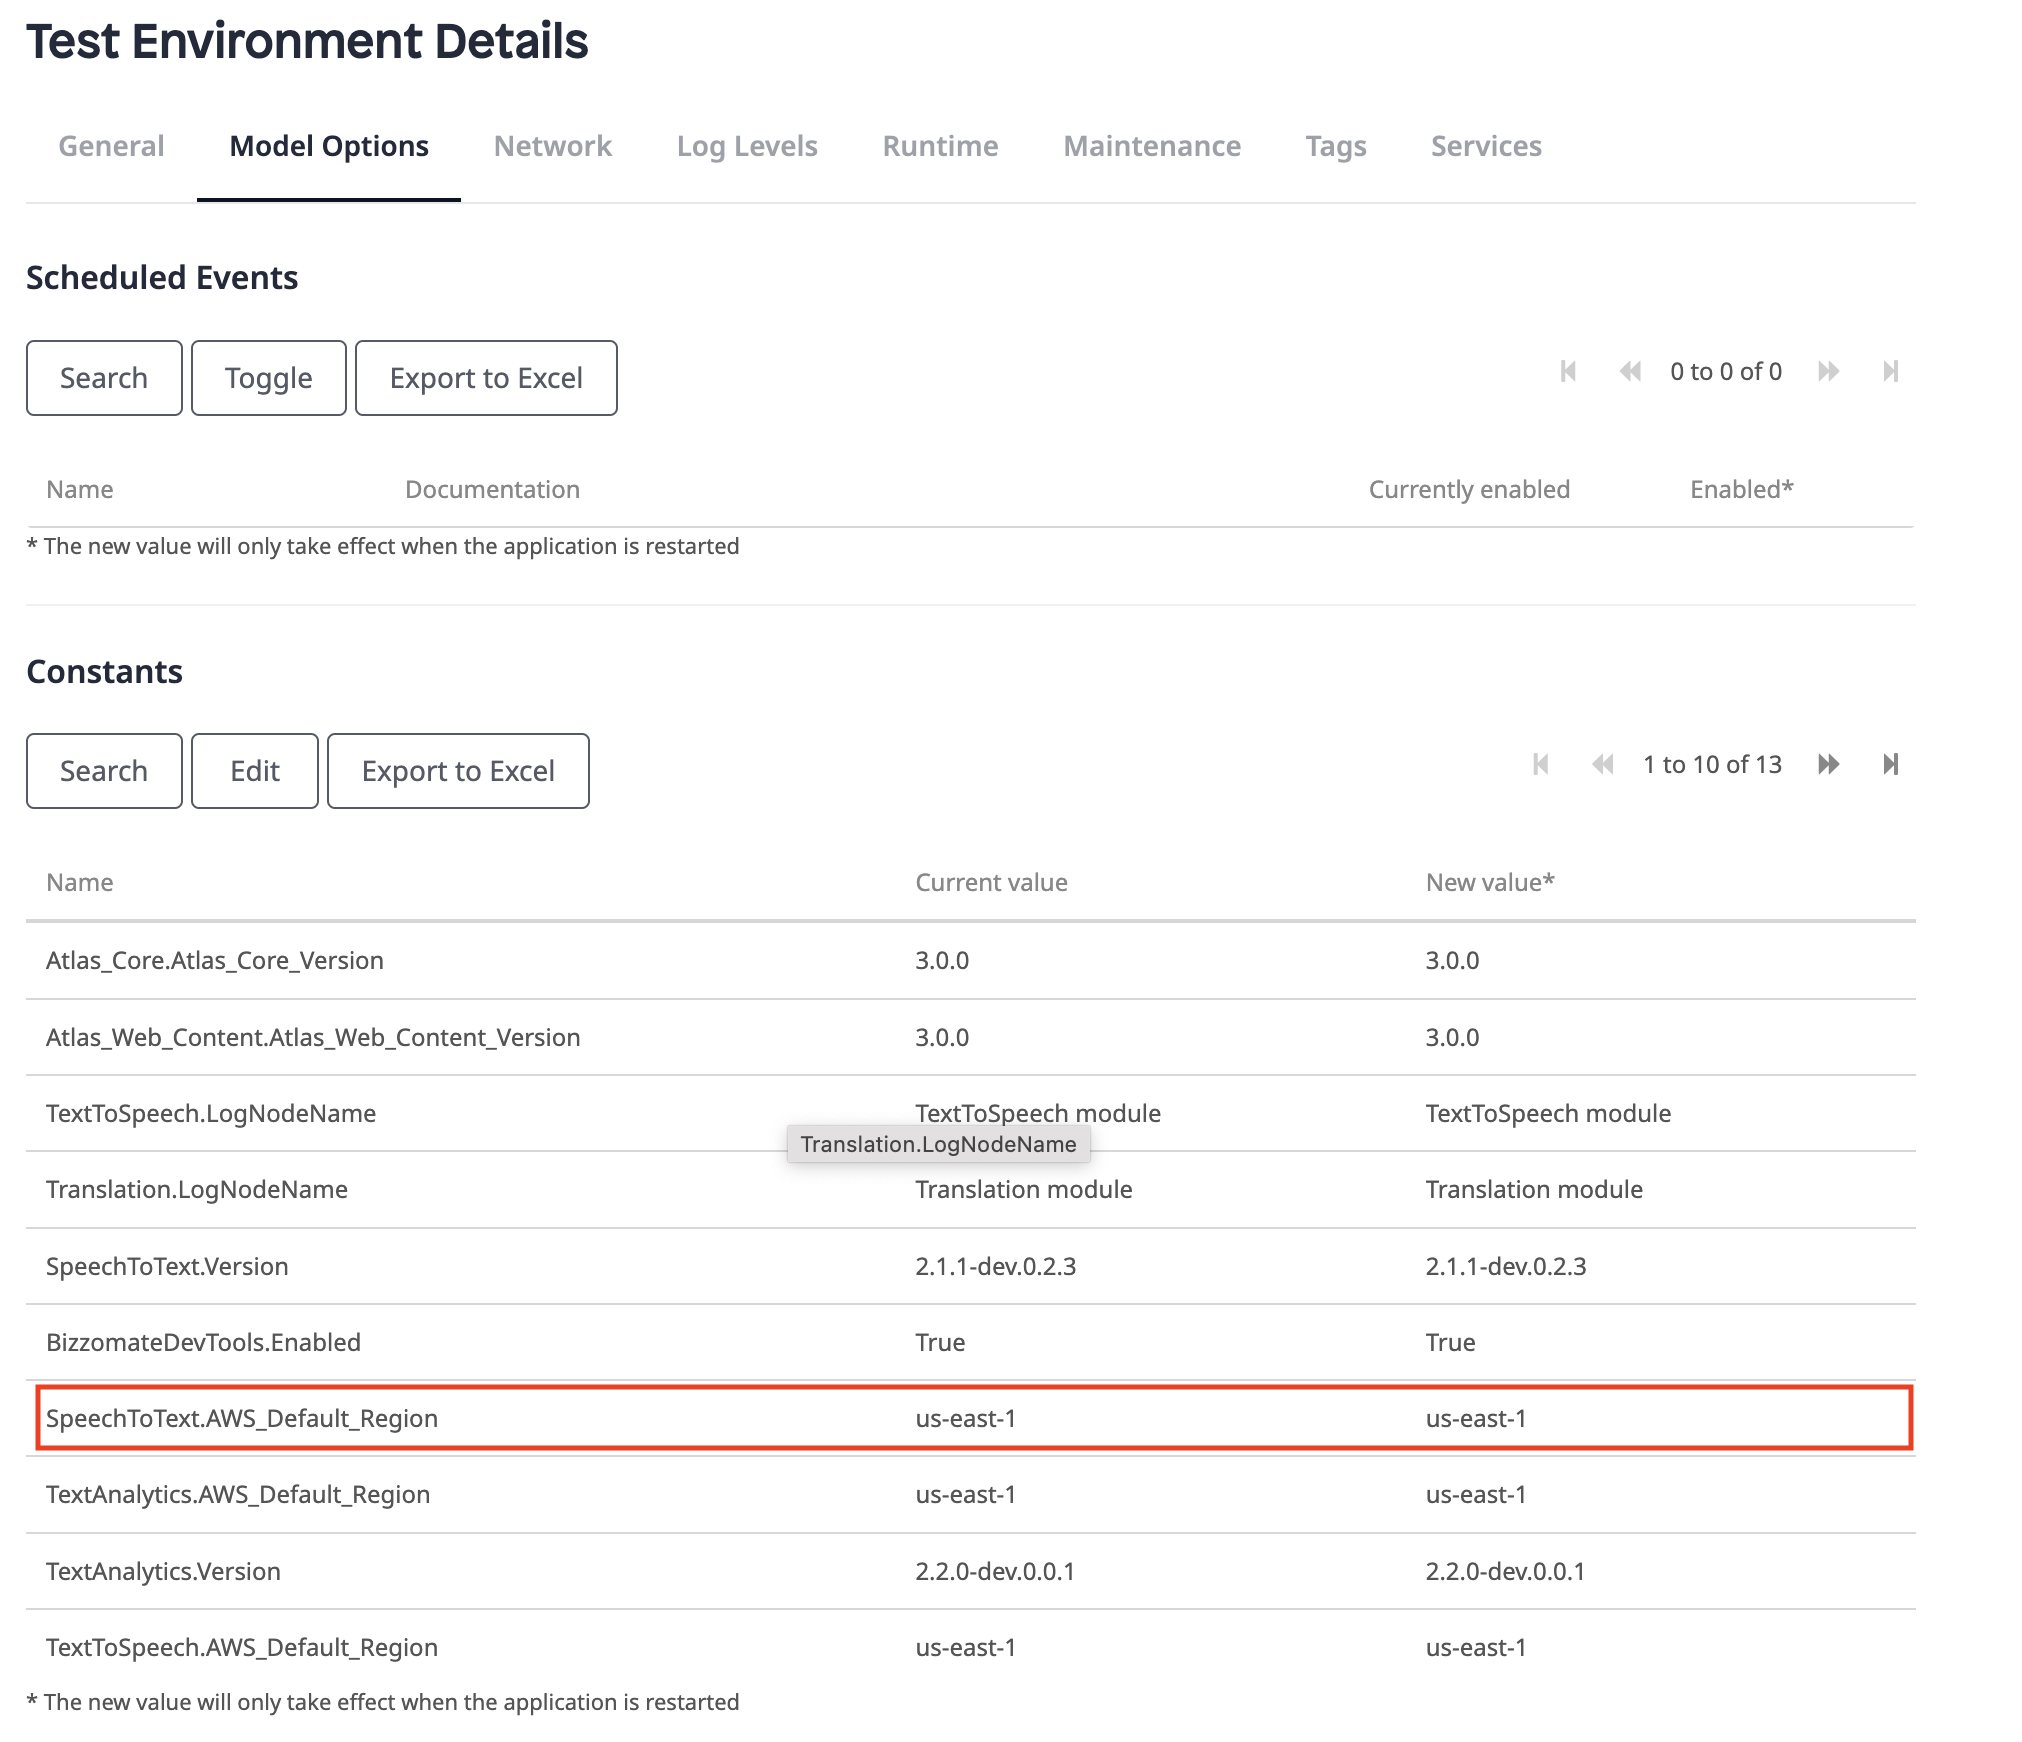 Test Environment Details
General Model Options Network Log Levels Runtime Maintenance Tags Services
Scheduled Events
Search Toggle Export to Excel 0 to 0 of 0
Name Documentation Currently enabled Enabled*
* The new value will only take effect when the application is restarted
Constants
Search Edit Export to Excel 1 to 10 of 13
Name Current value New value*
Atlas_Core.Atlas_Core_Version 3.0.0 3.0.0
Atlas_Web_Content.Atlas_Web_Content_Version 3.0.0 3.0.0
TextToSpeech.LogNodeName TextToSpeech module TextToSpeech module
Translation.LogNodeName
Translation.LogNodeName Translation module Translation module
SpeechToText.Version 2.1.1-dev.0.2.3 2.1.1-dev.0.2.3
BizzomateDevTools.Enabled True True
SpeechToText.AWS_Default_Region us-east-1 us-east-1
TextAnalytics.AWS_Default_Region us-east-1 us-east-1
TextAnalytics.Version 2.2.0-dev.0.0.1 2.2.0-dev.0.0.1
TextToSpeech.AWS_Default_Region us-east-1 us-east-1
* The new value will only take effect when the application is restarted